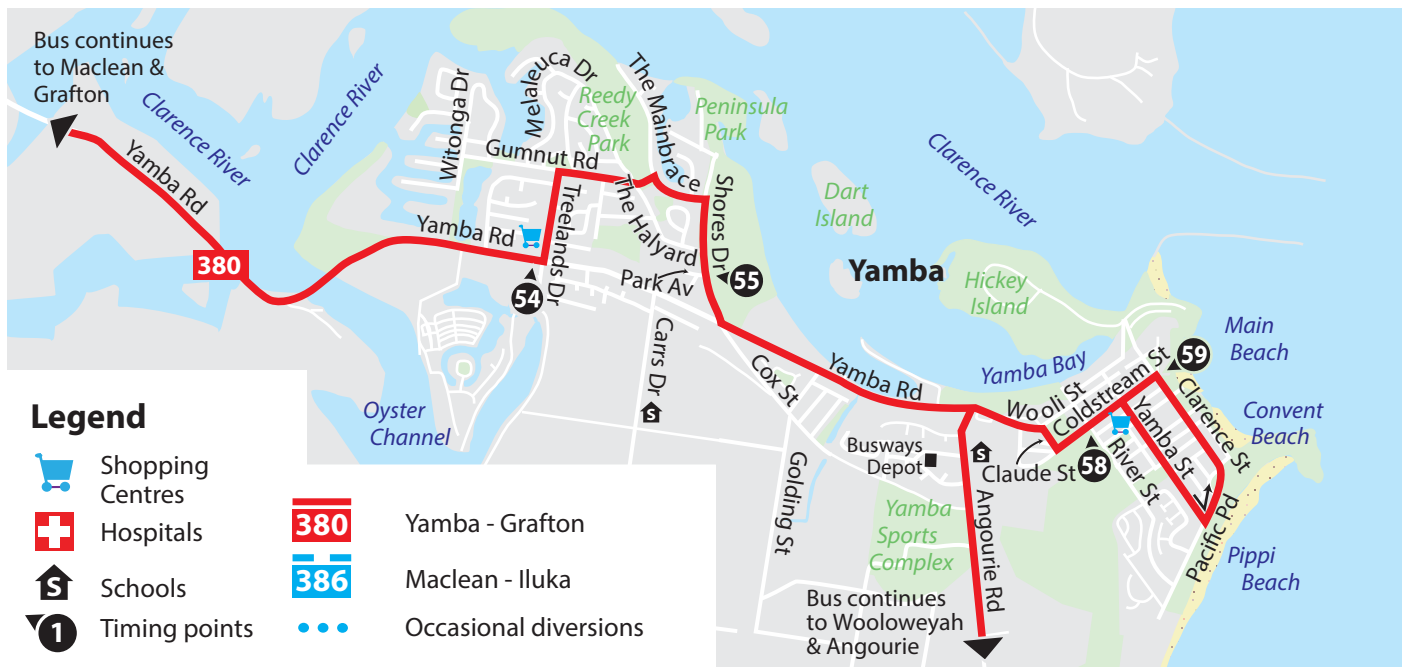 Bus continues
to Maclean &
Grafton
Clarence River
Clarence River
Yamba Rd
380
Witonga Dr
Melaleuca Dr
Reedy
Creek
Park
The Mainbrace
Peninsula
Park
Gumnut Rd
Treelands Dr
The Halyard
Shores Dr
Yamba Rd
54
Park Av
55
Carrs Dr
S
Dart
Island
Clarence River
Yamba
Hickey
Island
Yamba Bay
Main
Beach
59
Oyster
Channel
Cox St
Yamba Rd
Wooli St
Coldstream St
Clarence St
Convent
Beach
Busways
Depot
S
Claude St
58
River St
Yamba St
Golding St
Yamba
Sports
Complex
Angourie Rd
Pacific Pd
Pippi
Beach
Bus continues
to Wooloweyah
& Angourie
Legend
Shopping
Centres
Hospitals
S
Schools
1
Timing points
380
Yamba - Grafton
386
Maclean - Iluka
Occasional diversions